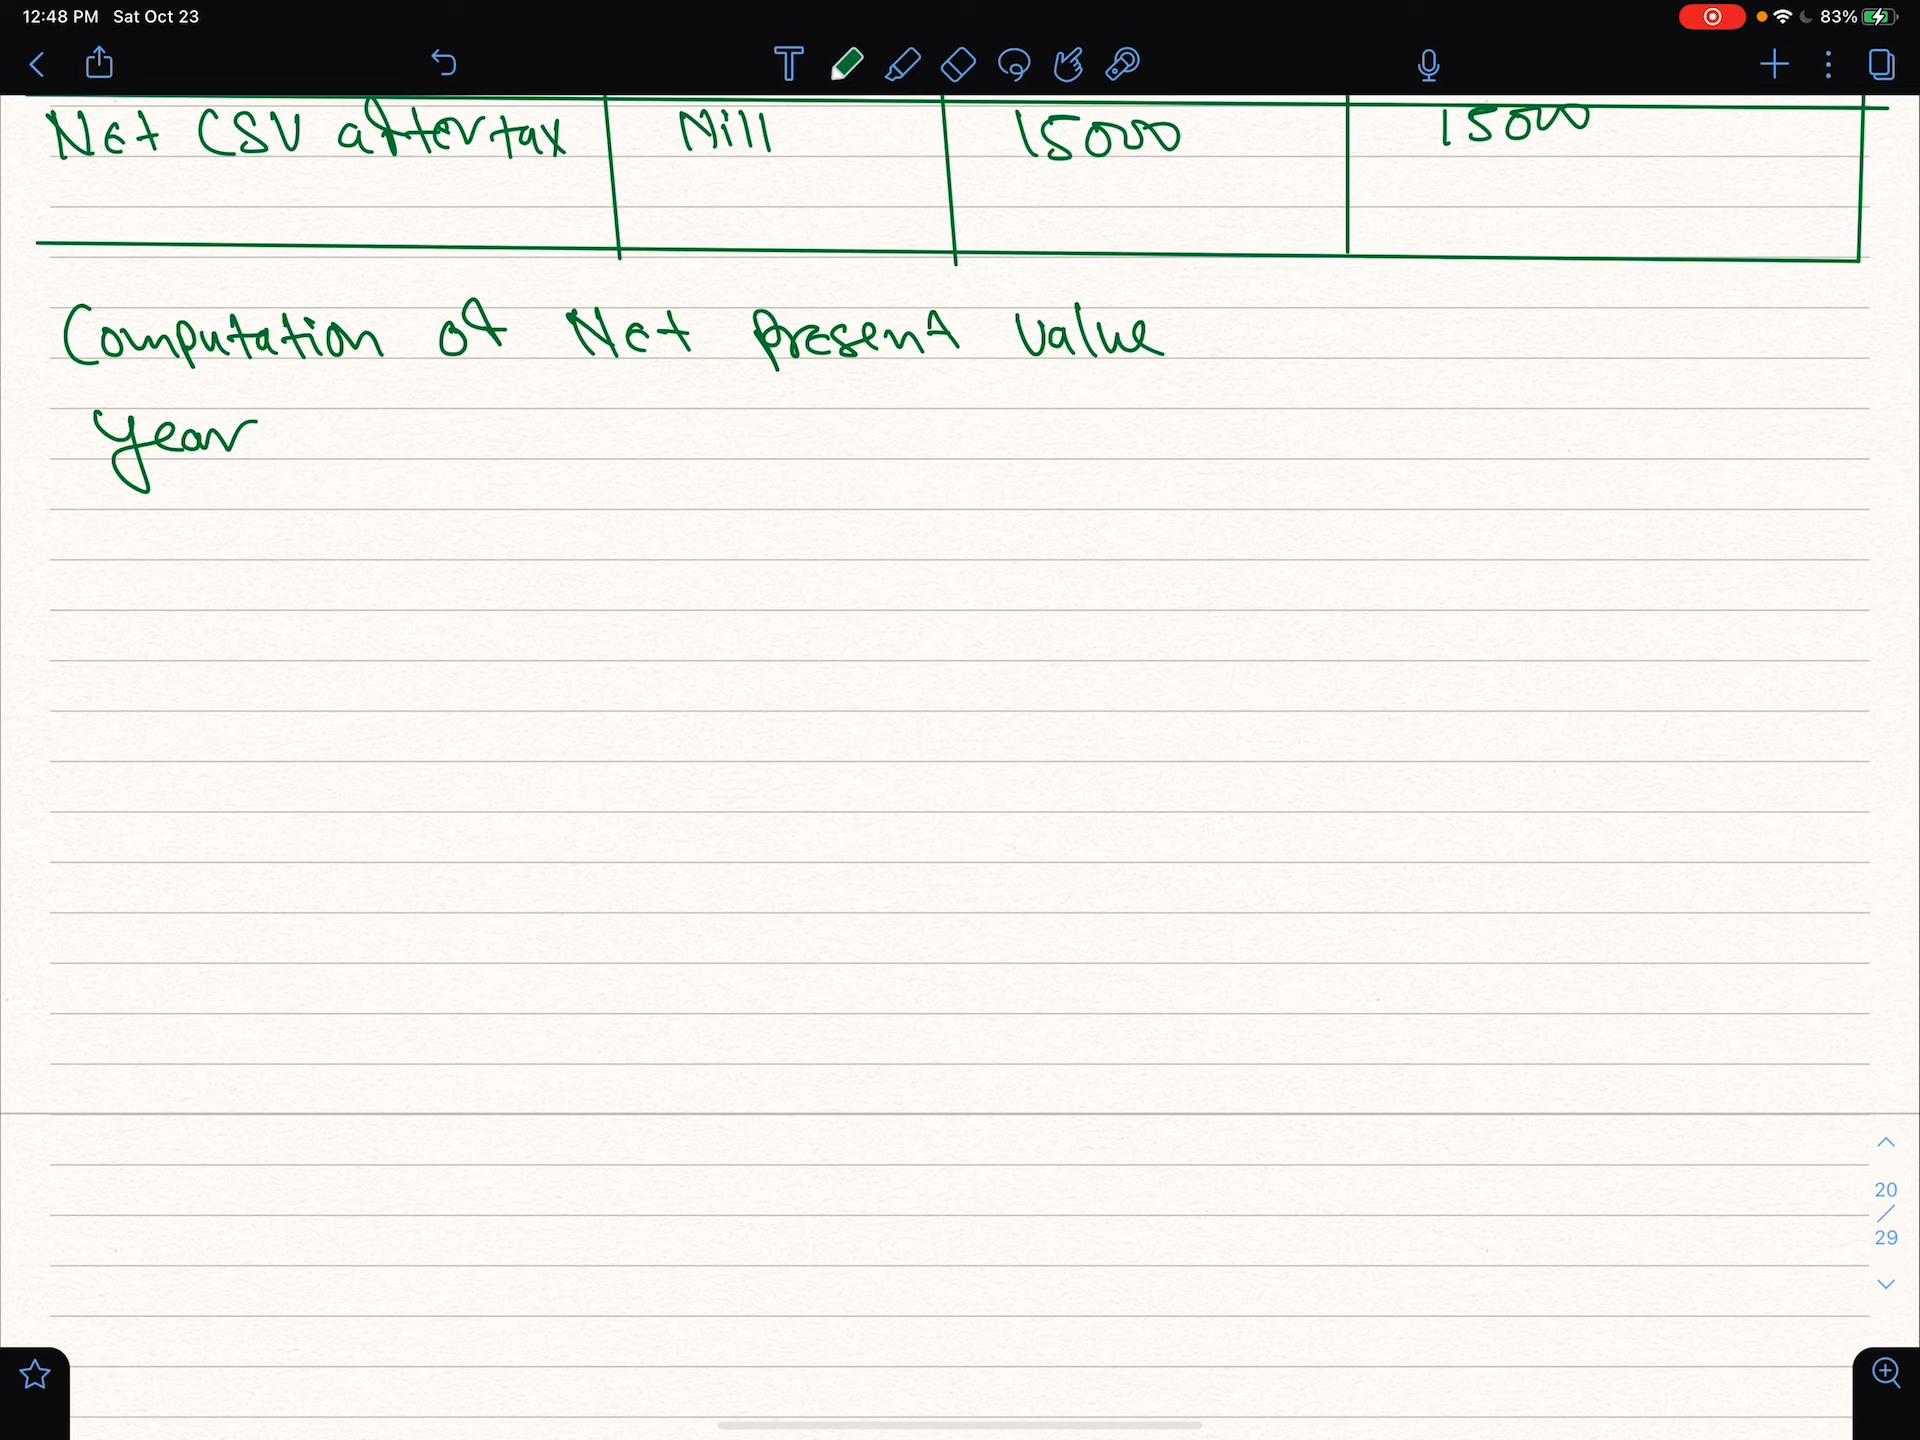 12:48 PM Sat Oct 23 83%
Net CSV after tax Nill 15000 15000
Computation of Net present value
year
20
/
29